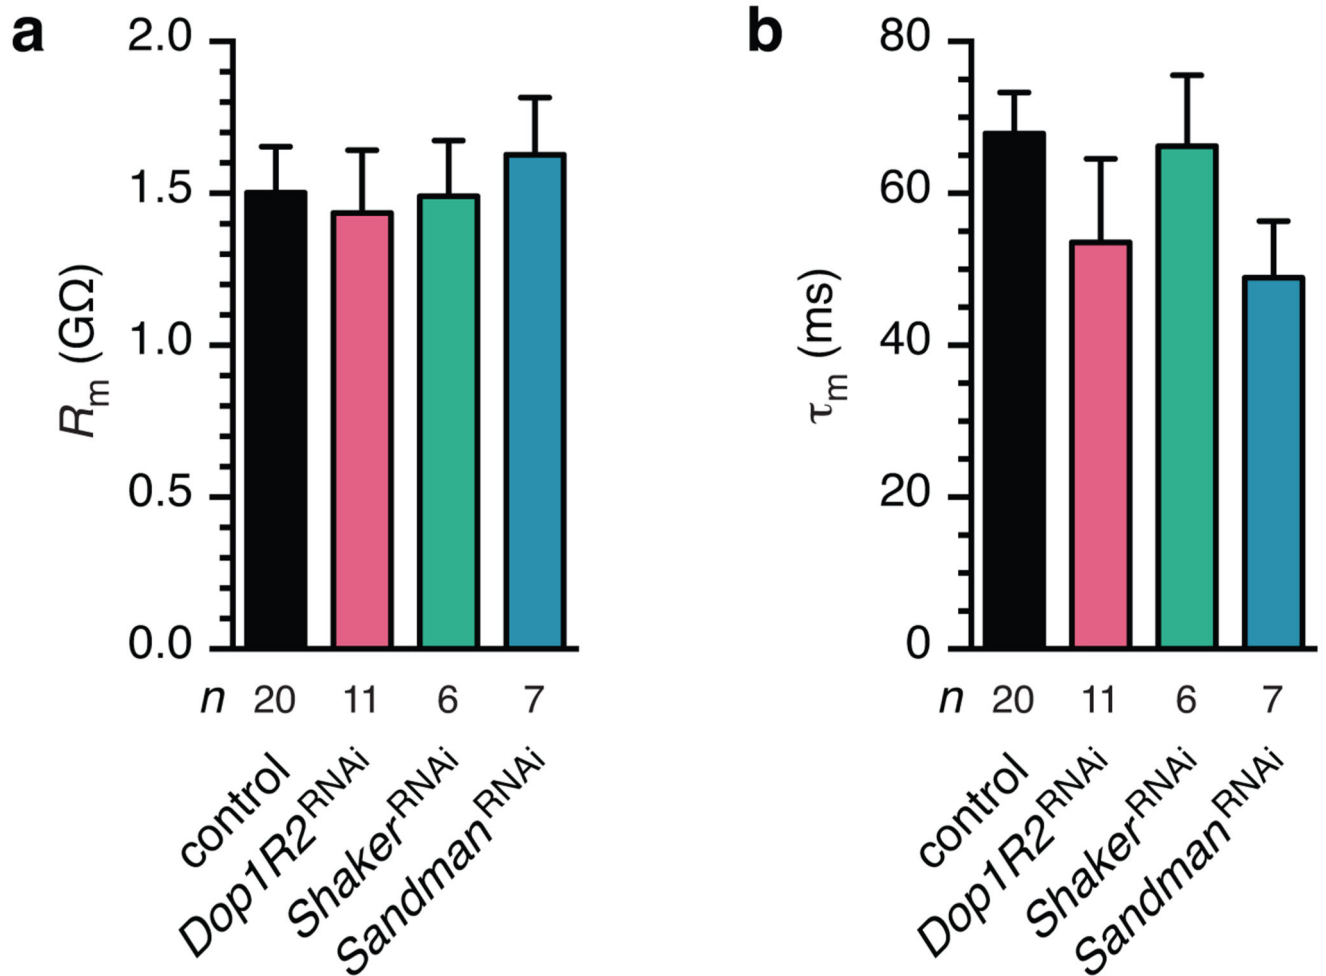 a
2.0
1.5
1.0
0.5
0.0
Rm (GΩ)
n 20 11 6 7
control
Dop1R2RNAi
ShakerRNAi
SandmanRNAi
b
80
60
40
20
0
τm (ms)
n 20 11 6 7
control
Dop1R2RNAi
ShakerRNAi
SandmanRNAi